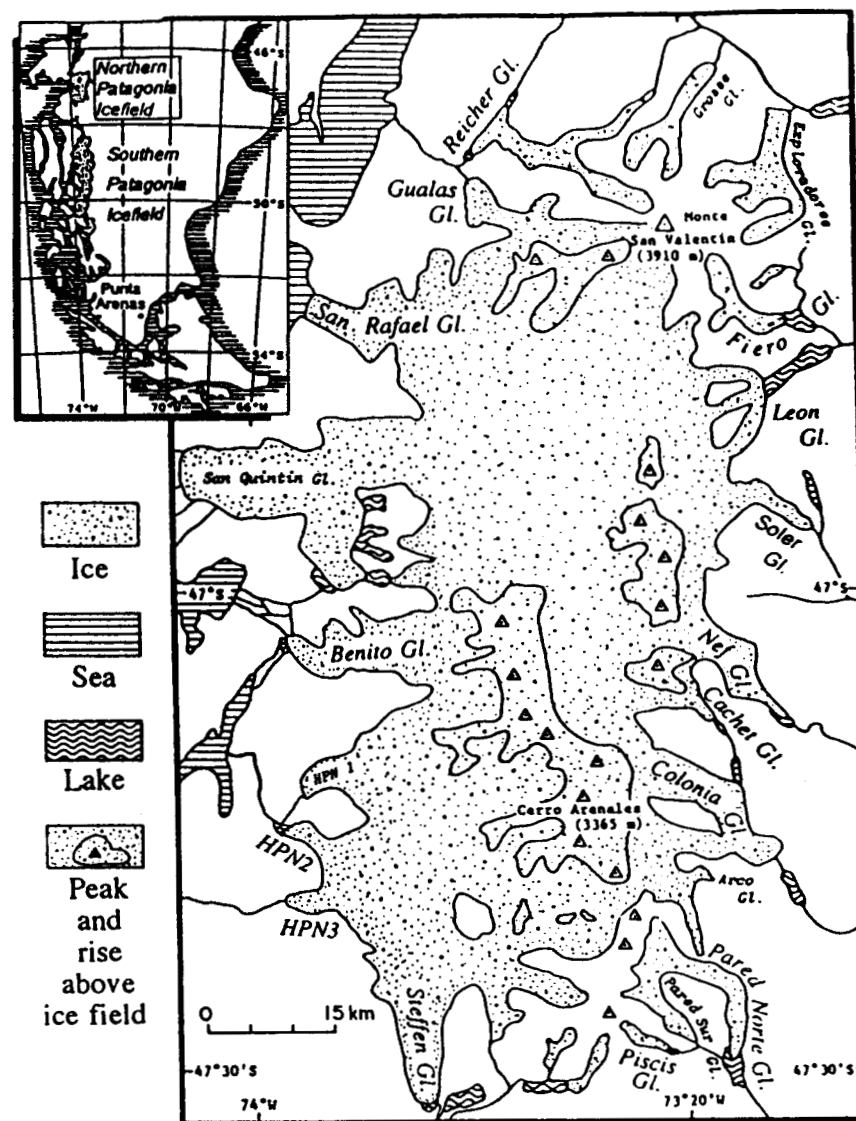 46°S
Northern
Patagonia
Icefield
Southern
Patagonia
Icefield
50°S
Punta
Arenas
54°S
74°W
70°W
66°W
Reicher Gl.
Grosse
Gl.
Exploradores
Gl.
Gualas
Gl.
Monte
San Valentin
(3910 m)
San Rafael Gl.
Fiero Gl.
Leon
Gl.
San Quintin Gl.
Soler
Gl.
47°S
47°S
Benito Gl.
Nef Gl.
Cachet Gl.
HPN 1
Colonia
Gl.
Cerro Arenales
(3365 m)
HPN2
Arco
Gl.
HPN3
Pared Norte Gl.
Pared Sur
Gl.
Steffen Gl.
Piscis
Gl.
Ice
Sea
Lake
Peak
and
rise
above
ice field
0
15 km
47°30'S
47°30'S
74°W
73°20'W